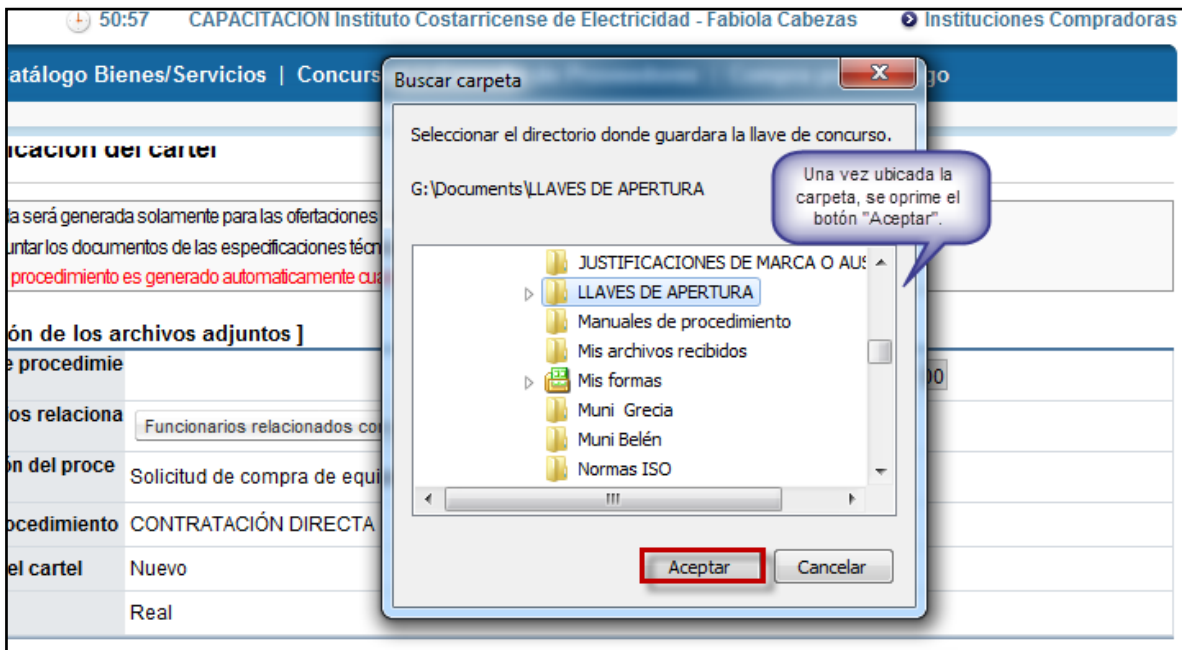 50:57 CAPACITACION Instituto Costarricense de Electricidad - Fabiola Cabezas Instituciones Compradoras
atálogo Bienes/Servicios | Concurs go
Buscar carpeta
icación del cartel
Seleccionar el directorio donde guardara la llave de concurso.
G:\Documents\LLAVES DE APERTURA
Una vez ubicada la
carpeta, se oprime el
botón "Aceptar".
la será generada solamente para las ofertaciones
untar los documentos de las especificaciones técn
procedimiento es generado automaticamente cua
JUSTIFICACIONES DE MARCA O AUS
LLAVES DE APERTURA
Manuales de procedimiento
Mis archivos recibidos
Mis formas
Muni Grecia
Muni Belén
Normas ISO
ón de los archivos adjuntos ]
e procedimie
00
os relaciona Funcionarios relacionados con
ón del proce Solicitud de compra de equi
ocedimiento CONTRATACIÓN DIRECTA
el cartel Nuevo
Real
Aceptar Cancelar